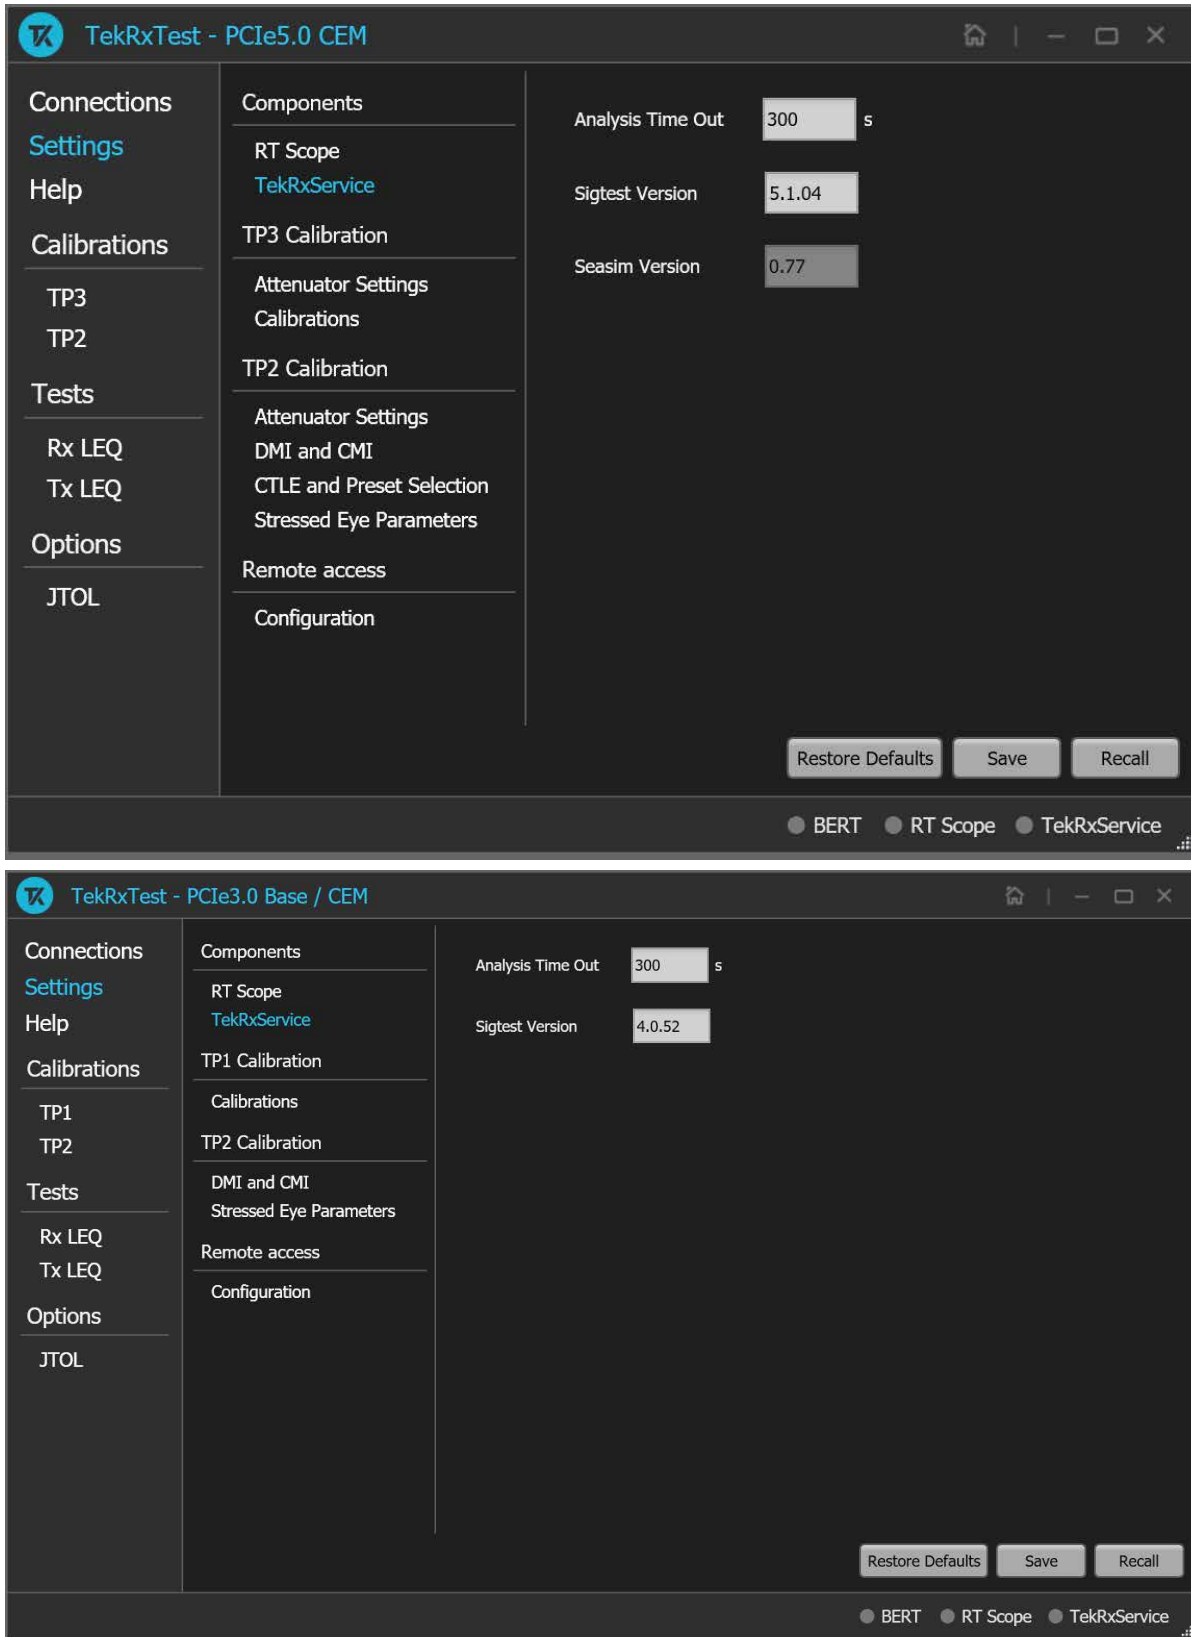 TekRxTest - PCIe5.0 CEM
Connections
Settings
Help
Calibrations
TP3
TP2
Tests
Rx LEQ
Tx LEQ
Options
JTOL
Components
RT Scope
TekRxService
TP3 Calibration
Attenuator Settings
Calibrations
TP2 Calibration
Attenuator Settings
DMI and CMI
CTLE and Preset Selection
Stressed Eye Parameters
Remote access
Configuration
Analysis Time Out 300 s
Sigtest Version 5.1.04
Seasim Version 0.77
Restore Defaults Save Recall
BERT RT Scope TekRxService
TekRxTest - PCIe3.0 Base / CEM
Connections
Settings
Help
Calibrations
TP1
TP2
Tests
Rx LEQ
Tx LEQ
Options
JTOL
Components
RT Scope
TekRxService
TP1 Calibration
Calibrations
TP2 Calibration
DMI and CMI
Stressed Eye Parameters
Remote access
Configuration
Analysis Time Out 300 s
Sigtest Version 4.0.52
Restore Defaults Save Recall
BERT RT Scope TekRxService